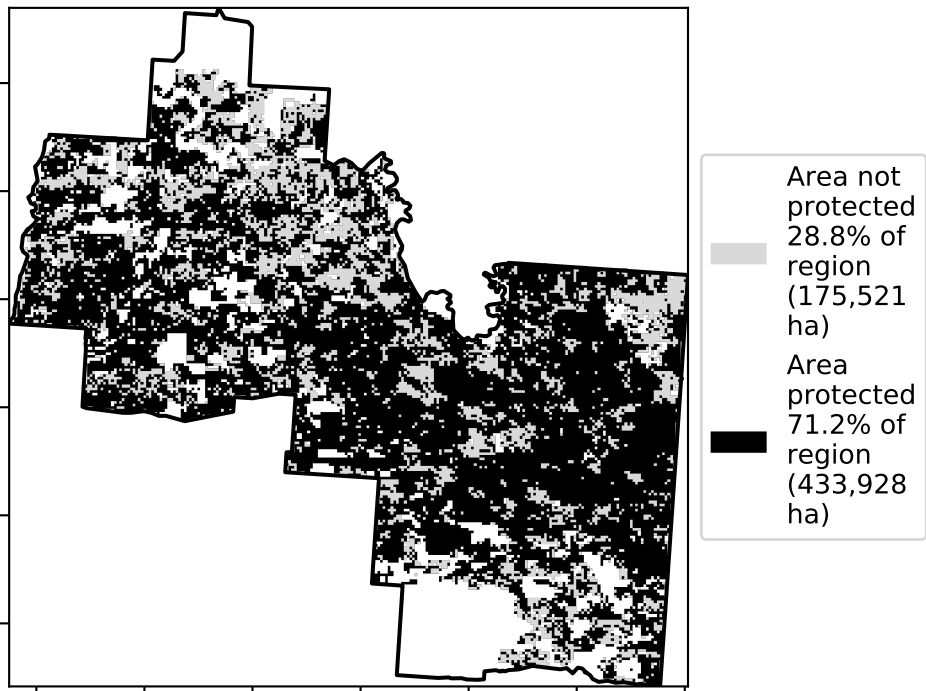 Area not
protected
28.8% of
region
(175,521
ha)
Area
protected
71.2% of
region
(433,928
ha)